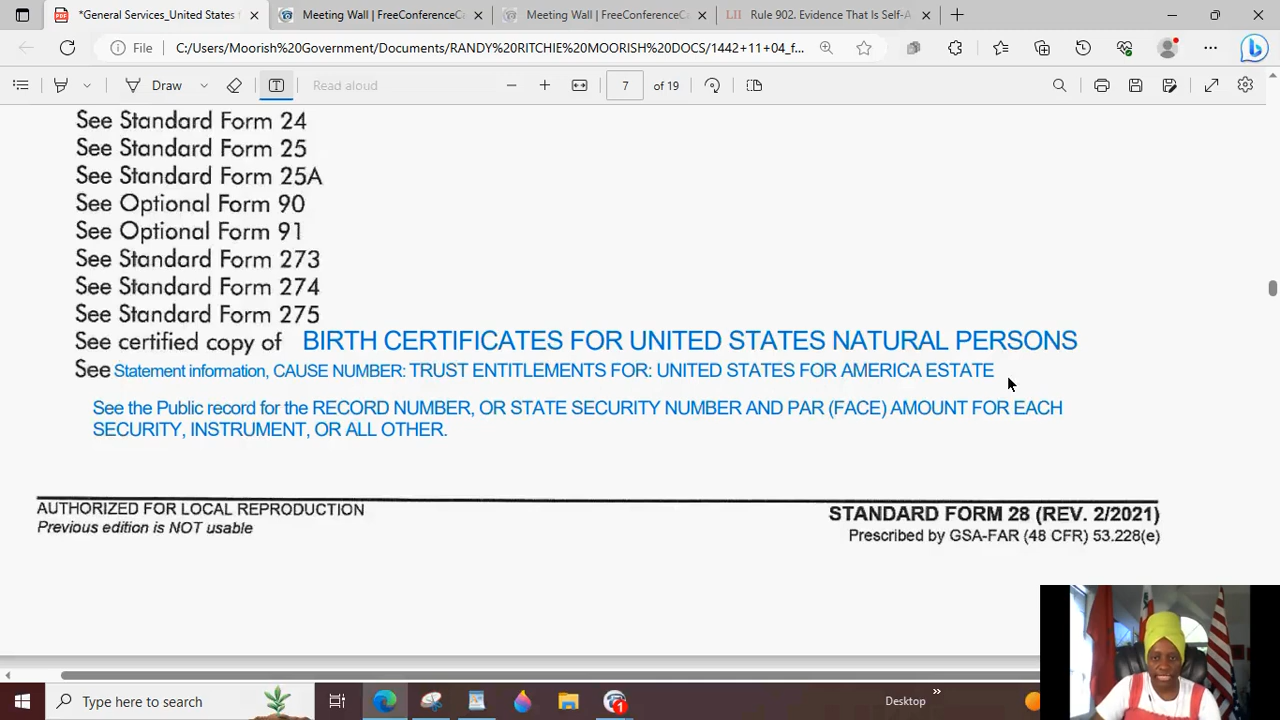 *General Services_United States f
Meeting Wall | FreeConferenceCa
Meeting Wall | FreeConferenceCa
LII
Rule 902. Evidence That Is Self-A
File
C:/Users/Moorish%20Government/Documents/RANDY%20RITCHIE%20MOORISH%20DOCS/1442+11+04_f...
Draw
Read aloud
7
of 19
See Standard Form 24
See Standard Form 25
See Standard Form 25A
See Optional Form 90
See Optional Form 91
See Standard Form 273
See Standard Form 274
See Standard Form 275
See certified copy of BIRTH CERTIFICATES FOR UNITED STATES NATURAL PERSONS
See Statement information, CAUSE NUMBER: TRUST ENTITLEMENTS FOR: UNITED STATES FOR AMERICA ESTATE
See the Public record for the RECORD NUMBER, OR STATE SECURITY NUMBER AND PAR (FACE) AMOUNT FOR EACH
SECURITY, INSTRUMENT, OR ALL OTHER.
AUTHORIZED FOR LOCAL REPRODUCTION
Previous edition is NOT usable
STANDARD FORM 28 (REV. 2/2021)
Prescribed by GSA-FAR (48 CFR) 53.228(e)
Type here to search
1
Desktop